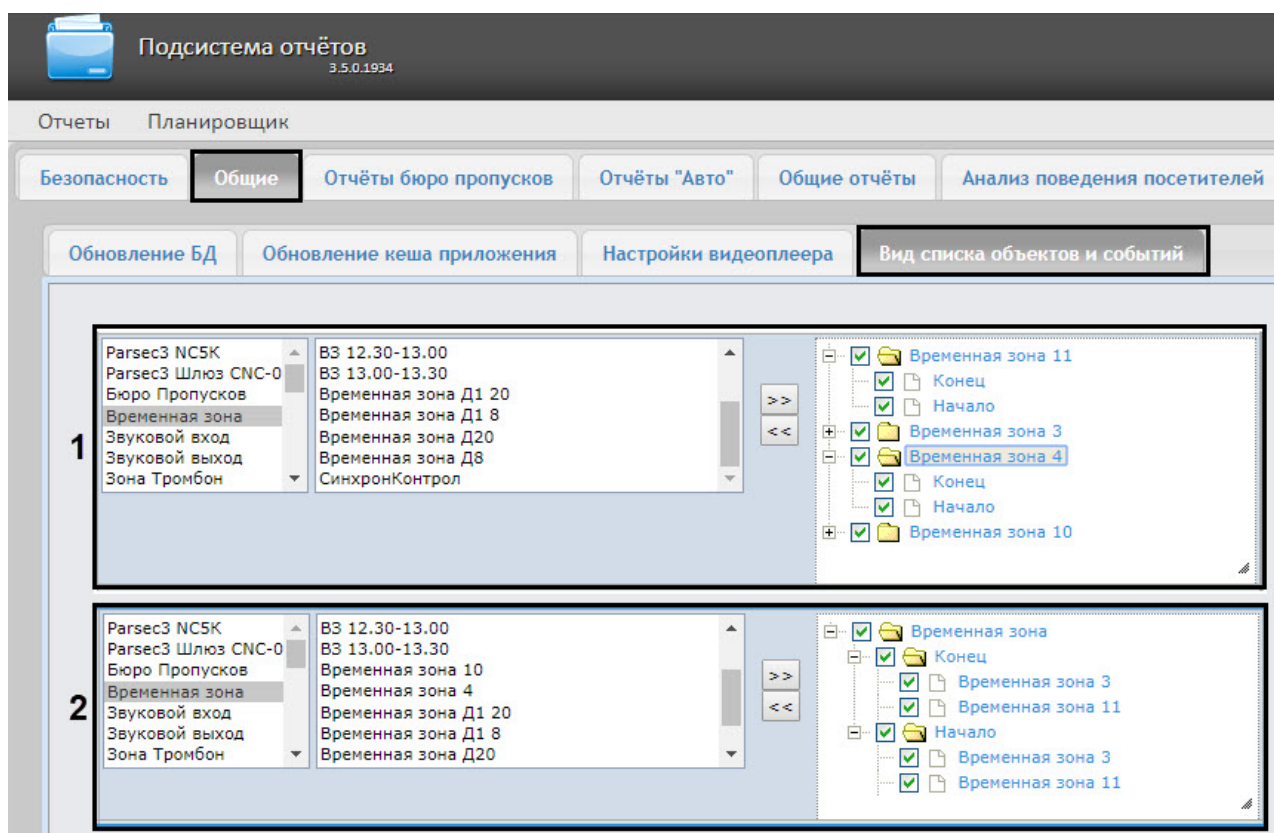 Подсистема отчётов
3.5.0.1934
Отчеты Планировщик
Безопасность Общие Отчёты бюро пропусков Отчёты "Авто" Общие отчёты Анализ поведения посетителей
Обновление БД Обновление кеша приложения Настройки видеоплеера Вид списка объектов и событий
1
Parsec3 NC5K
Parsec3 Шлюз CNC-0
Бюро Пропусков
Временная зона
Звуковой вход
Звуковой выход
Зона Тромбон
ВЗ 12.30-13.00
ВЗ 13.00-13.30
Временная зона Д1 20
Временная зона Д1 8
Временная зона Д20
Временная зона Д8
СинхронКонтрол
>>
<<
Временная зона 11
Конец
Начало
Временная зона 3
Временная зона 4
Конец
Начало
Временная зона 10
2
Parsec3 NC5K
Parsec3 Шлюз CNC-0
Бюро Пропусков
Временная зона
Звуковой вход
Звуковой выход
Зона Тромбон
ВЗ 12.30-13.00
ВЗ 13.00-13.30
Временная зона 10
Временная зона 4
Временная зона Д1 20
Временная зона Д1 8
Временная зона Д20
>>
<<
Временная зона
Конец
Временная зона 3
Временная зона 11
Начало
Временная зона 3
Временная зона 11